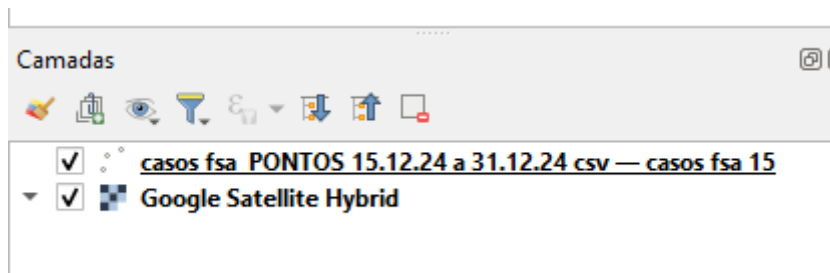 Camadas
casos fsa PONTOS 15.12.24 a 31.12.24 csv — casos fsa 15
Google Satellite Hybrid